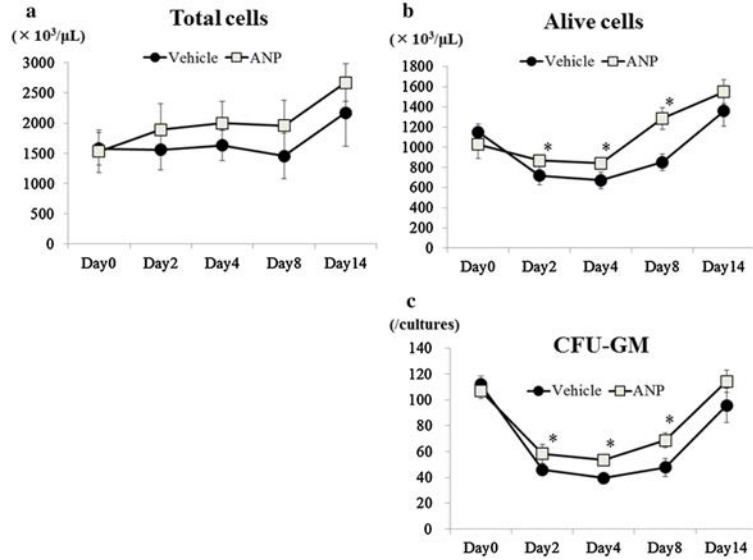 a
Total cells
(×10³/μL)
Vehicle ANP
3000
2500
2000
1500
1000
500
0
Day0 Day2 Day4 Day8 Day14
b
Alive cells
(×10³/μL)
Vehicle ANP
1800
1600
1400
1200
1000
800
600
400
200
0
* * *
Day0 Day2 Day4 Day8 Day14
c
(/cultures)
CFU-GM
Vehicle ANP
140
120
100
80
60
40
20
0
* * *
Day0 Day2 Day4 Day8 Day14